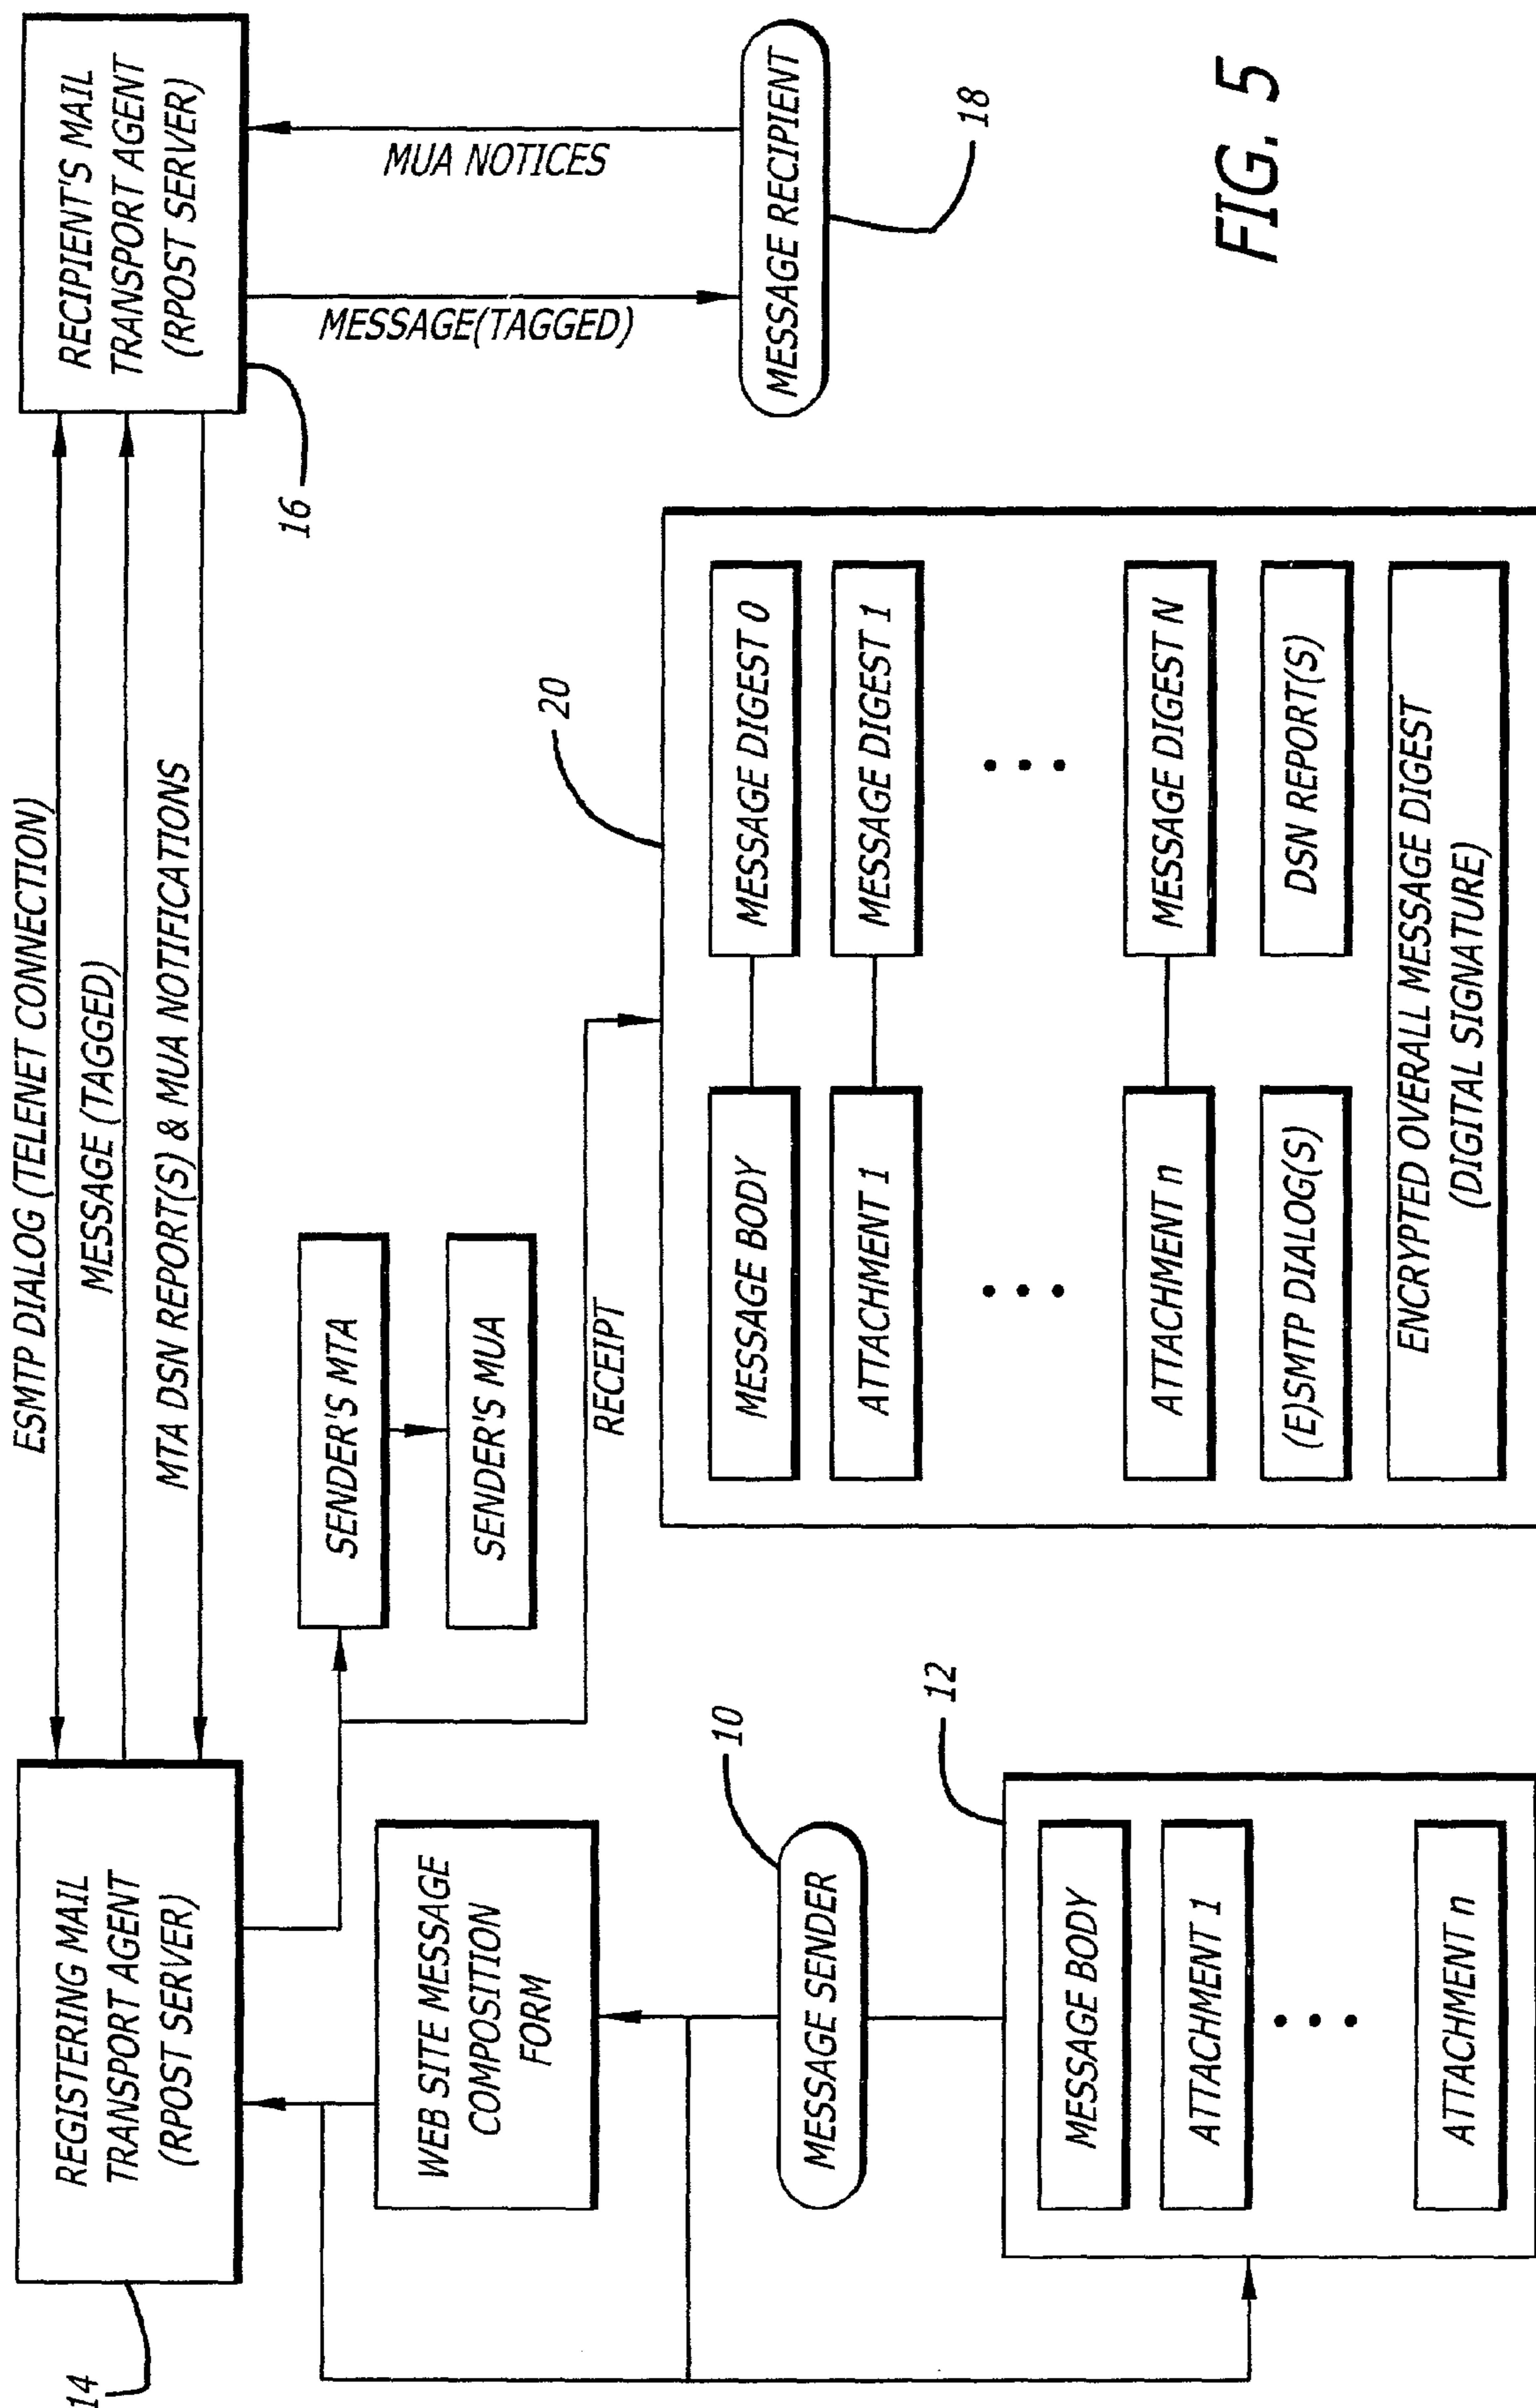 ESMTP DIALOG (TELENET CONNECTION)
MESSAGE (TAGGED)
MTA DSN REPORT(S) & MUA NOTIFICATIONS
REGISTERING MAIL
TRANSPORT AGENT
(RPOST SERVER)
14
RECIPIENT'S MAIL
TRANSPORT AGENT
(RPOST SERVER)
16
MESSAGE(TAGGED)
MUA NOTICES
MESSAGE RECIPIENT
18
SENDER'S MTA
SENDER'S MUA
RECEIPT
WEB SITE MESSAGE
COMPOSITION
FORM
10
MESSAGE SENDER
12
MESSAGE BODY
ATTACHMENT 1
ATTACHMENT n
20
MESSAGE BODY
MESSAGE DIGEST 0
ATTACHMENT 1
MESSAGE DIGEST 1
ATTACHMENT n
MESSAGE DIGEST N
(E)SMTP DIALOG(S)
DSN REPORT(S)
ENCRYPTED OVERALL MESSAGE DIGEST
(DIGITAL SIGNATURE)
FIG. 5